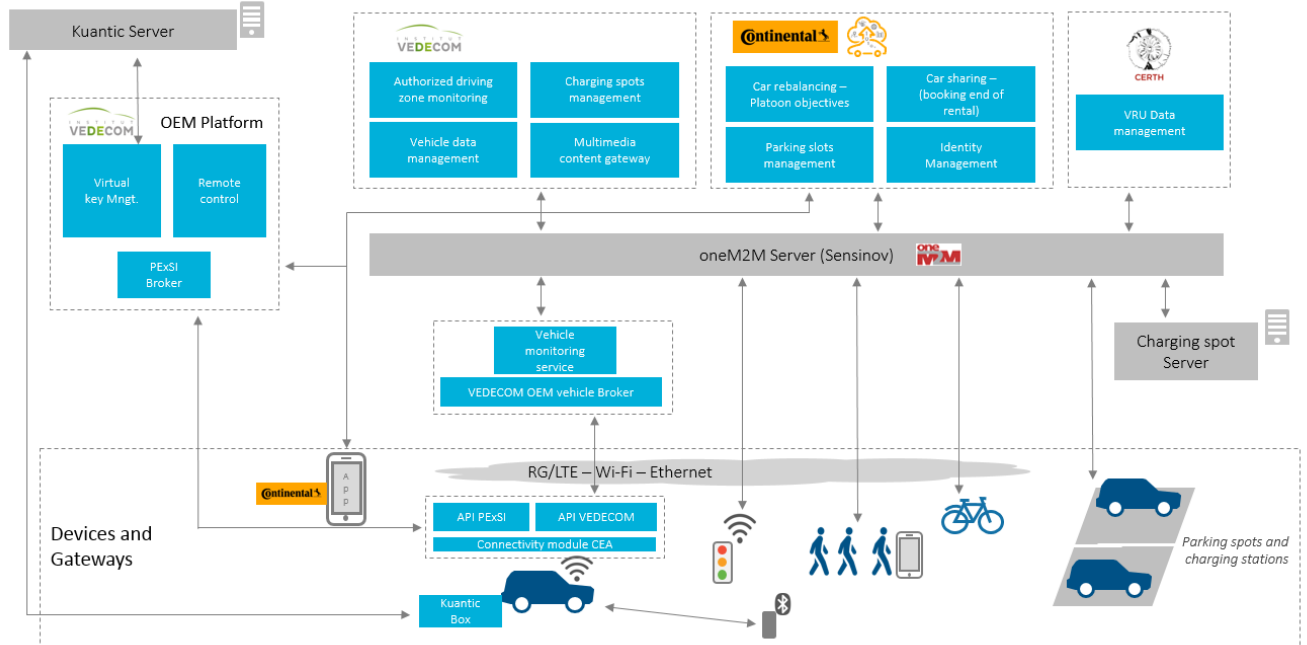 Kuantic Server
INSTITUT
VEDECOM
OEM Platform
Virtual
key Mngt.
Remote
control
PExSI
Broker
INSTITUT
VEDECOM
Authorized driving
zone monitoring
Charging spots
management
Vehicle data
management
Multimedia
content gateway
Continental
Car rebalancing –
Platoon objectives
Car sharing –
(booking end of
rental)
Parking slots
management
Identity
Management
CERTH
VRU Data
management
oneM2M Server (Sensinov)
one
M2M
Vehicle
monitoring
service
VEDECOM OEM vehicle Broker
Charging spot
Server
RG/LTE – Wi-Fi – Ethernet
Continental
App
API PExSI
API VEDECOM
Connectivity module CEA
Devices and
Gateways
Kuantic
Box
Parking spots and
charging stations